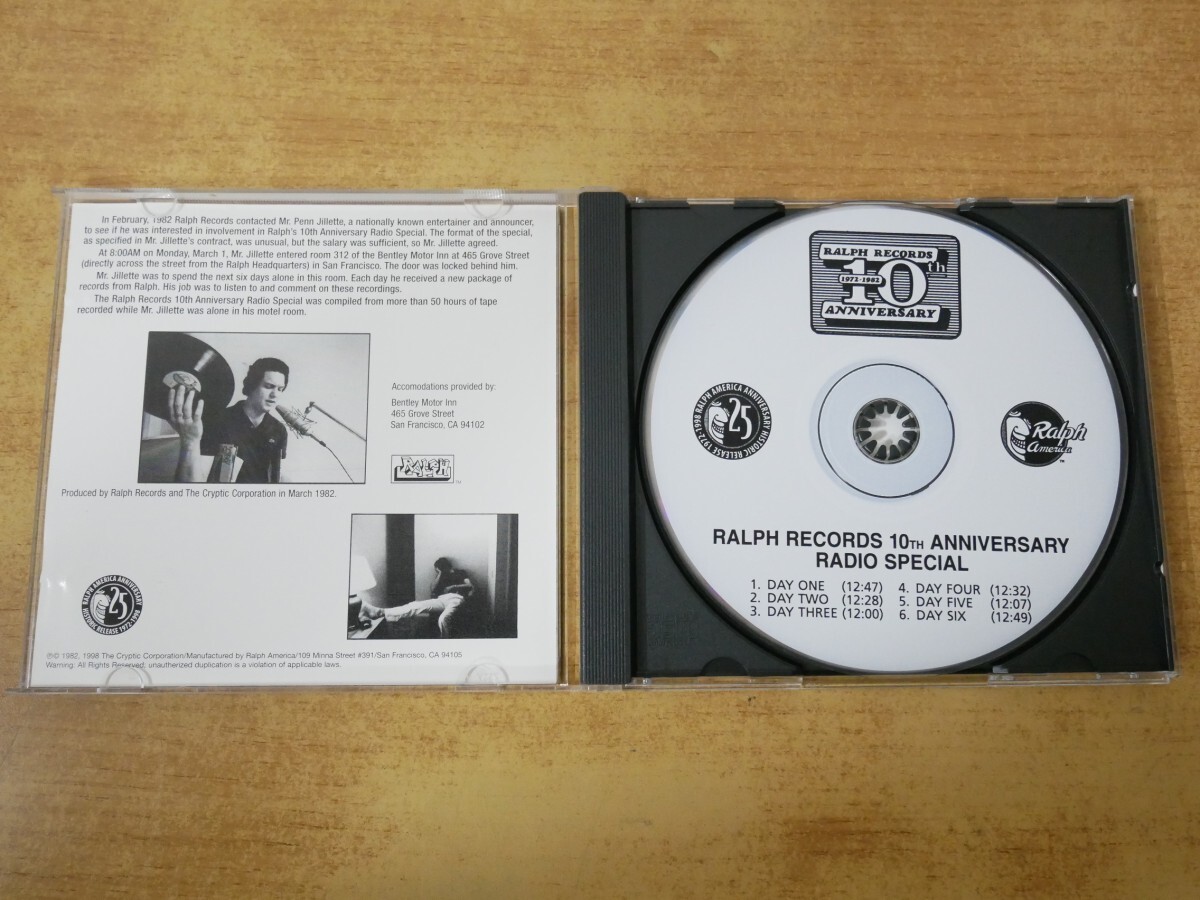 In February, 1982 Ralph Records contacted Mr. Penn Jillette, a nationally known entertainer and announcer,
to see if he was interested in involvement in Ralph's 10th Anniversary Radio Special. The format of the special,
as specified in Mr. Jillette's contract, was unusual, but the salary was sufficient, so Mr. Jillette agreed.
At 8:00AM on Monday, March 1, Mr. Jillette entered room 312 of the Bentley Motor Inn at 465 Grove Street
(directly across the street from the Ralph Headquarters) in San Francisco. The door was locked behind him.
Mr. Jillette was to spend the next six days alone in this room. Each day he received a new package of
records from Ralph. His job was to listen to and comment on these recordings.
The Ralph Records 10th Anniversary Radio Special was compiled from more than 50 hours of tape
recorded while Mr. Jillette was alone in his motel room.
Accomodations provided by:
Bentley Motor Inn
465 Grove Street
San Francisco, CA 94102
RALPH
Produced by Ralph Records and The Cryptic Corporation in March 1982.
RALPH AMERICA ANNIVERSARY
25
HISTORIC RELEASE 1972-1998
℗© 1982, 1998 The Cryptic Corporation/Manufactured by Ralph America/109 Minna Street #391/San Francisco, CA 94105
Warning: All Rights Reserved, unauthorized duplication is a violation of applicable laws.
RALPH RECORDS
10th
1972-1982
ANNIVERSARY
RALPH AMERICA ANNIVERSARY
25
HISTORIC RELEASE 1972-1998
Ralph
America
TM
RALPH RECORDS 10TH ANNIVERSARY
RADIO SPECIAL
1. DAY ONE (12:47) 4. DAY FOUR (12:32)
2. DAY TWO (12:28) 5. DAY FIVE (12:07)
3. DAY THREE (12:00) 6. DAY SIX (12:49)